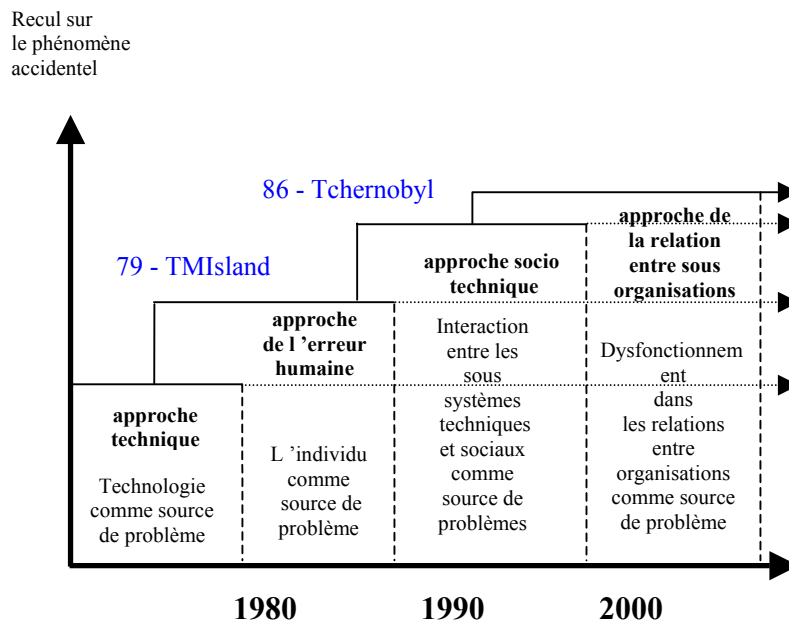 Recul sur
le phénomène
accidentel
86 - Tchernobyl
79 - TMIsland
approche
technique
Technologie
comme source
de problème
approche
de l ’erreur
humaine
L ’individu
comme
source de
problème
approche socio
technique
Interaction
entre les
sous
systèmes
techniques
et sociaux
comme
source de
problèmes
approche de
la relation
entre sous
organisations
Dysfonctionnem
ent
dans
les relations
entre
organisations
comme source
de problème
1980
1990
2000